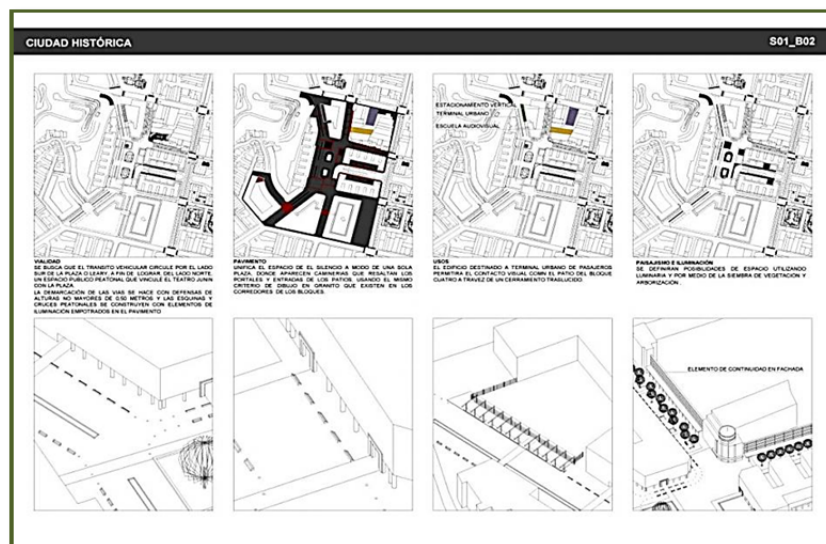 CIUDAD HISTÓRICA
S01_B02
ESTACIONAMIENTO VERTICAL
TERMINAL URBANO
ESCUELA AUDIOVISUAL
VIALIDAD
SE BUSCA QUE EL TRANSITO VEHICULAR CIRCULE POR EL LADO
SUR DE LA PLAZA O LEARY, A FIN DE LOGRAR, DEL LADO NORTE,
UN ESPACIO PUBLICO PEATONAL QUE VINCULE EL TEATRO JUNIN
CON LA PLAZA.
LA DEMARCACION DE LAS VIAS SE HACE CON DEFENSAS DE
ALTURAS NO MAYORES DE 0.50 METROS Y LAS ESQUINAS Y
CRUCES PEATONALES SE CONSTRUYEN CON ELEMENTOS DE
ILUMINACIÓN EMPOTRADOS EN EL PAVIMENTO
PAVIMENTO
UNIFICA EL ESPACIO DE EL SILENCIO A MODO DE UNA SOLA
PLAZA, DONDE APARECEN CAMINERIAS QUE RESALTAN LOS
PORTALES Y ENTRADAS DE LOS PATIOS, USANDO EL MISMO
CRITERIO DE DIBUJO EN GRANITO QUE EXISTEN EN LOS
CORREDORES DE LOS BLOQUES.
USOS
EL EDIFICIO DESTINADO A TERMINAL URBANO DE PASAJEROS
PERMITIRA EL CONTACTO VISUAL COMN EL PATIO DEL BLOQUE
CUATRO A TRAVEZ DE UN CERRAMIENTO TRASLUCIDO.
PAISAJISMO E ILUMINACIÓN
SE DEFINIRAN POSIBILIDADES DE ESPACIO UTILIZANDO
LUMINARIA Y POR MEDIO DE LA SIEMBRA DE VEGETACION Y
ARBORIZACION .
ELEMENTO DE CONTINUIDAD EN FACHADA